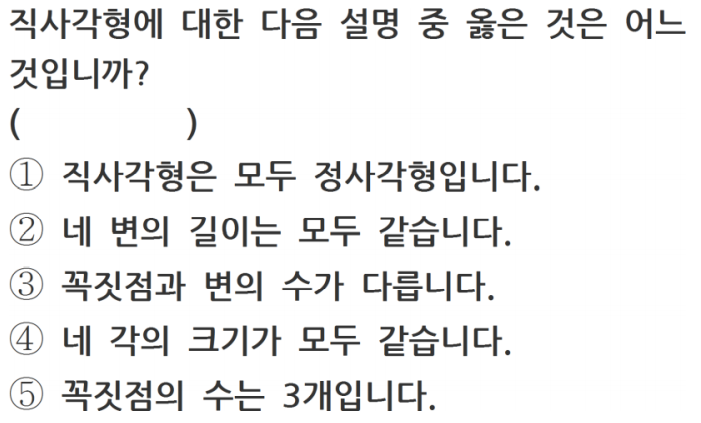 직사각형에 대한 다음 설명 중 옳은 것은 어느
것입니까?
(          )
① 직사각형은 모두 정사각형입니다.
② 네 변의 길이는 모두 같습니다.
③ 꼭짓점과 변의 수가 다릅니다.
④ 네 각의 크기가 모두 같습니다.
⑤ 꼭짓점의 수는 3개입니다.